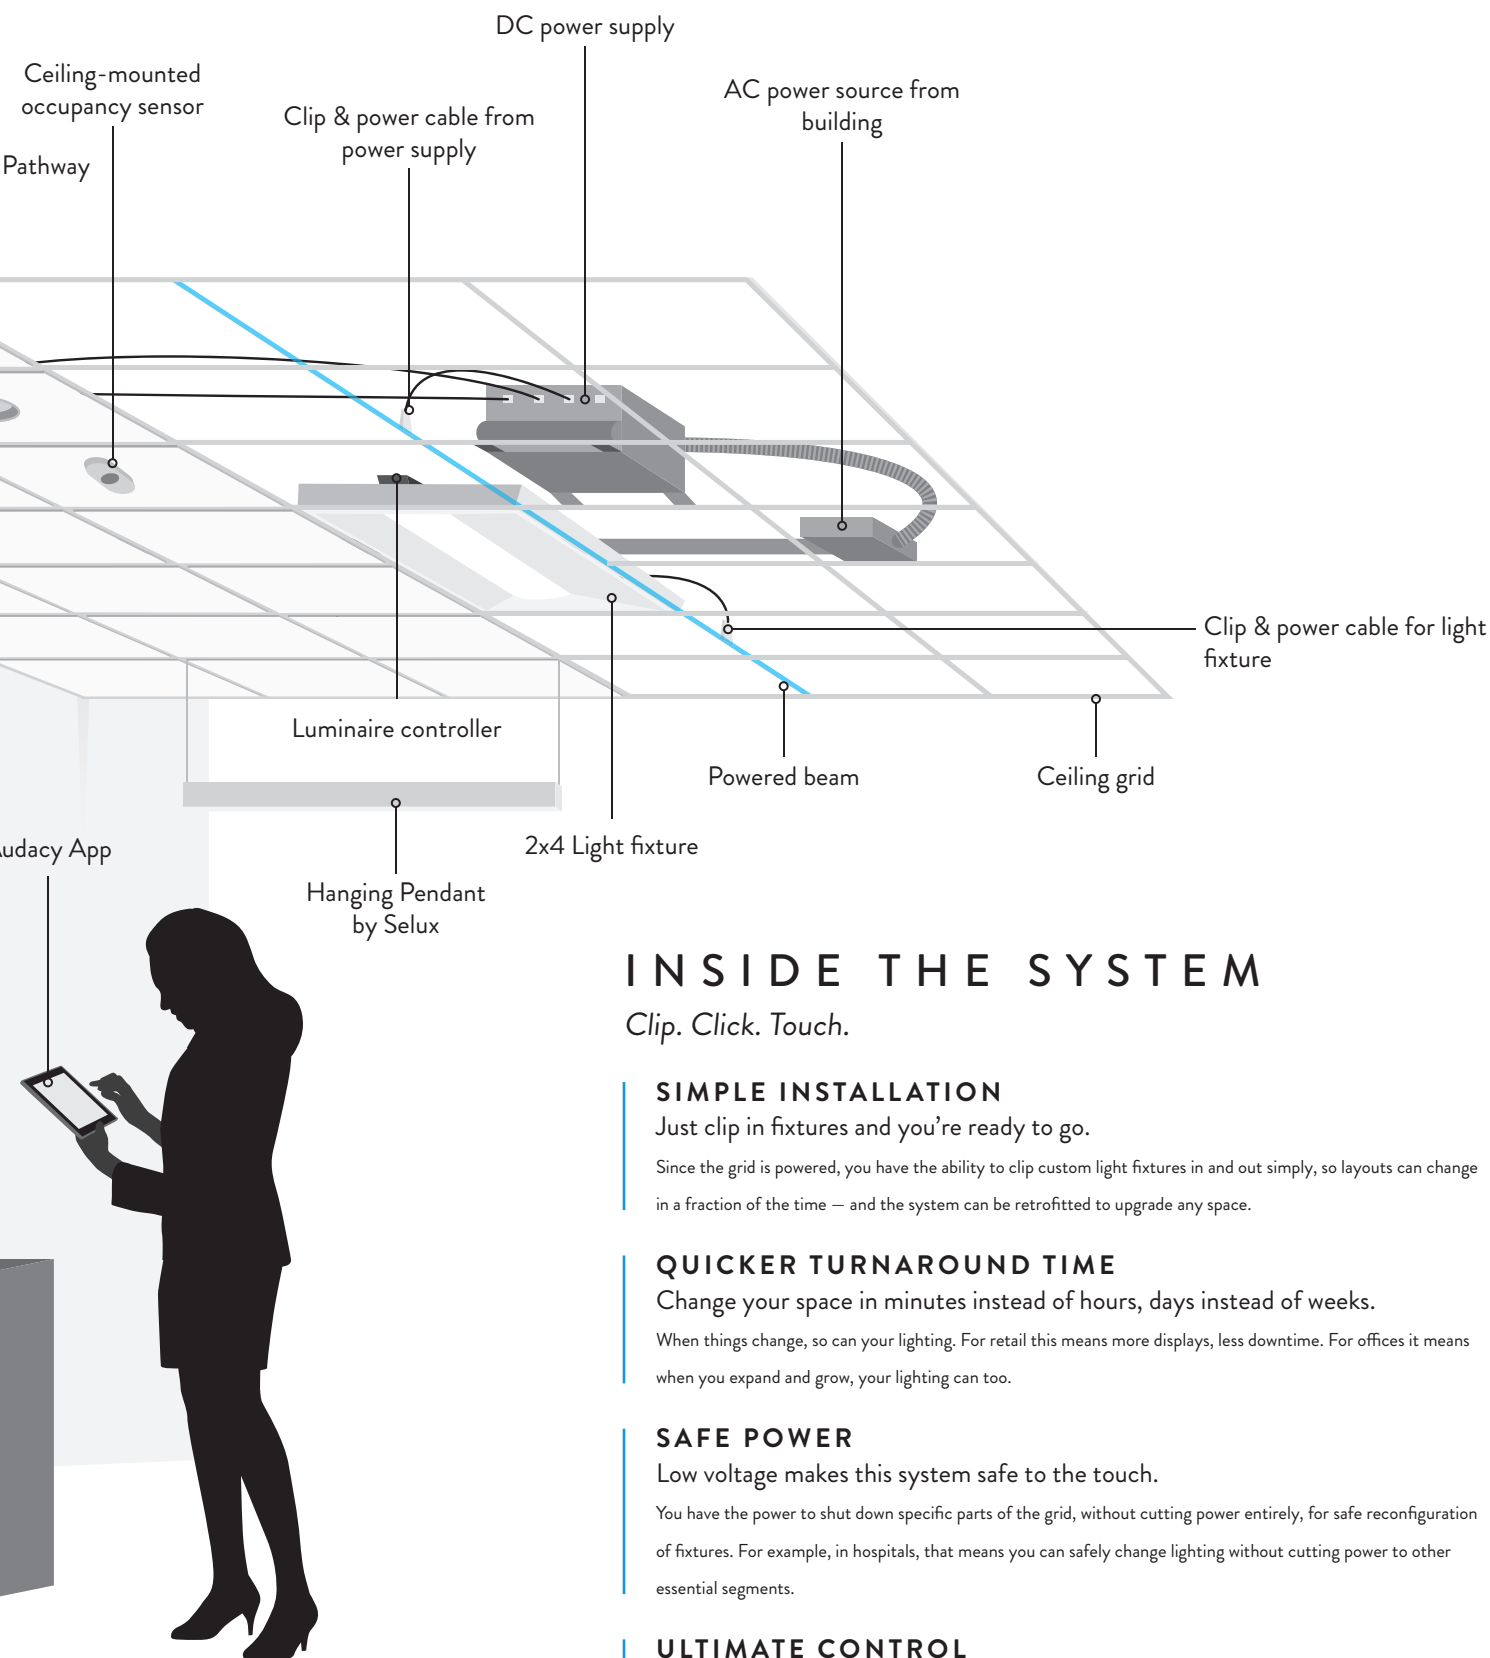 DC power supply
Ceiling-mounted
occupancy sensor
AC power source from
building
Clip & power cable from
power supply
Pathway
Clip & power cable for light
fixture
Luminaire controller
Powered beam
Ceiling grid
2x4 Light fixture
udacy App
Hanging Pendant
by Selux
INSIDE THE SYSTEM
Clip. Click. Touch.
SIMPLE INSTALLATION
Just clip in fixtures and you’re ready to go.
Since the grid is powered, you have the ability to clip custom light fixtures in and out simply, so layouts can change
in a fraction of the time — and the system can be retrofitted to upgrade any space.
QUICKER TURNAROUND TIME
Change your space in minutes instead of hours, days instead of weeks.
When things change, so can your lighting. For retail this means more displays, less downtime. For offices it means
when you expand and grow, your lighting can too.
SAFE POWER
Low voltage makes this system safe to the touch.
You have the power to shut down specific parts of the grid, without cutting power entirely, for safe reconfiguration
of fixtures. For example, in hospitals, that means you can safely change lighting without cutting power to other
essential segments.
ULTIMATE CONTROL